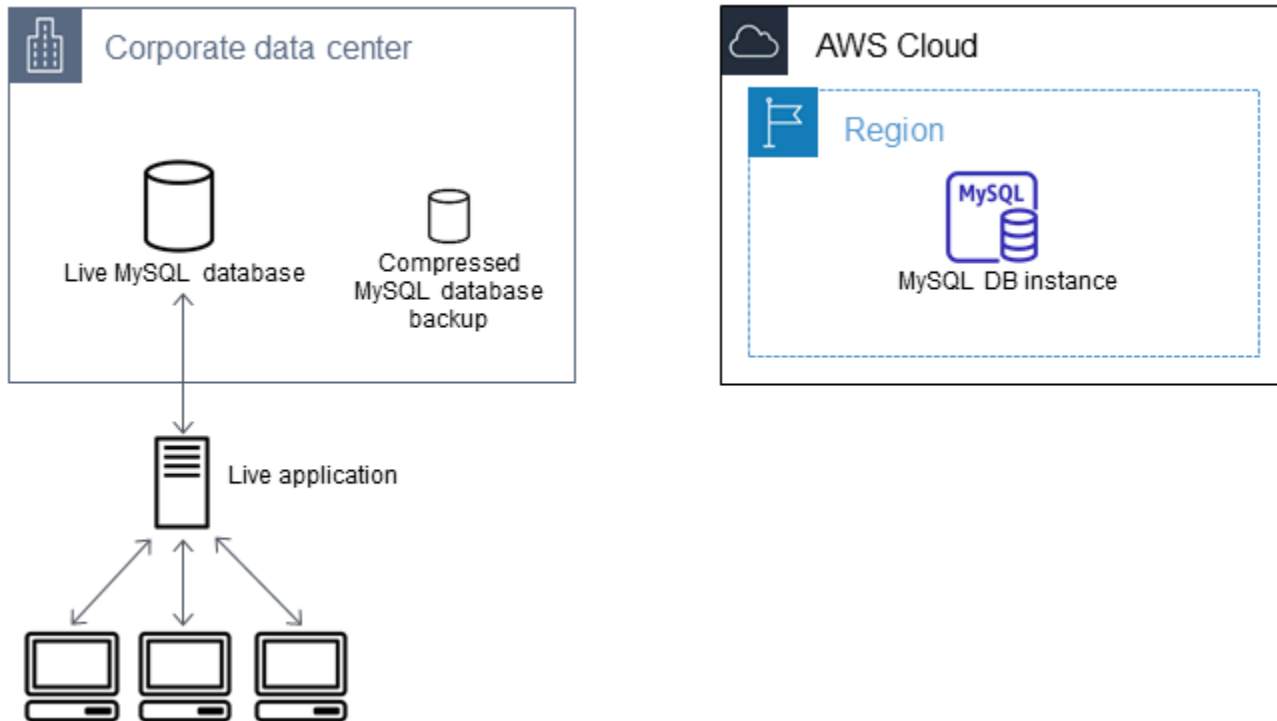 Corporate data center
AWS Cloud
Region
MySQL
MySQL DB instance
Live MySQL database
Compressed
MySQL database
backup
Live application